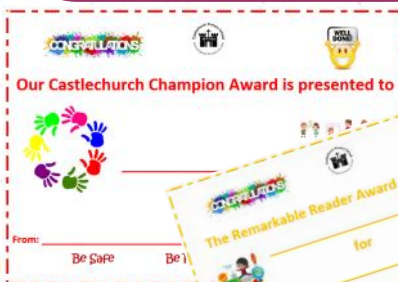 CONGRATULATIONS
WELL DONE!
Our Castlechurch Champion Award is presented to
CONGRATULATIONS
The Remarkable Reader Award
for
From:
Be Safe